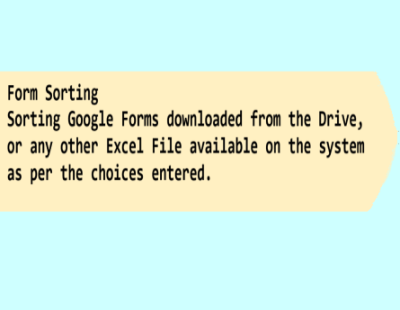 Form Sorting
Sorting Google Forms downloaded from the Drive,
or any other Excel File available on the system
as per the choices entered.